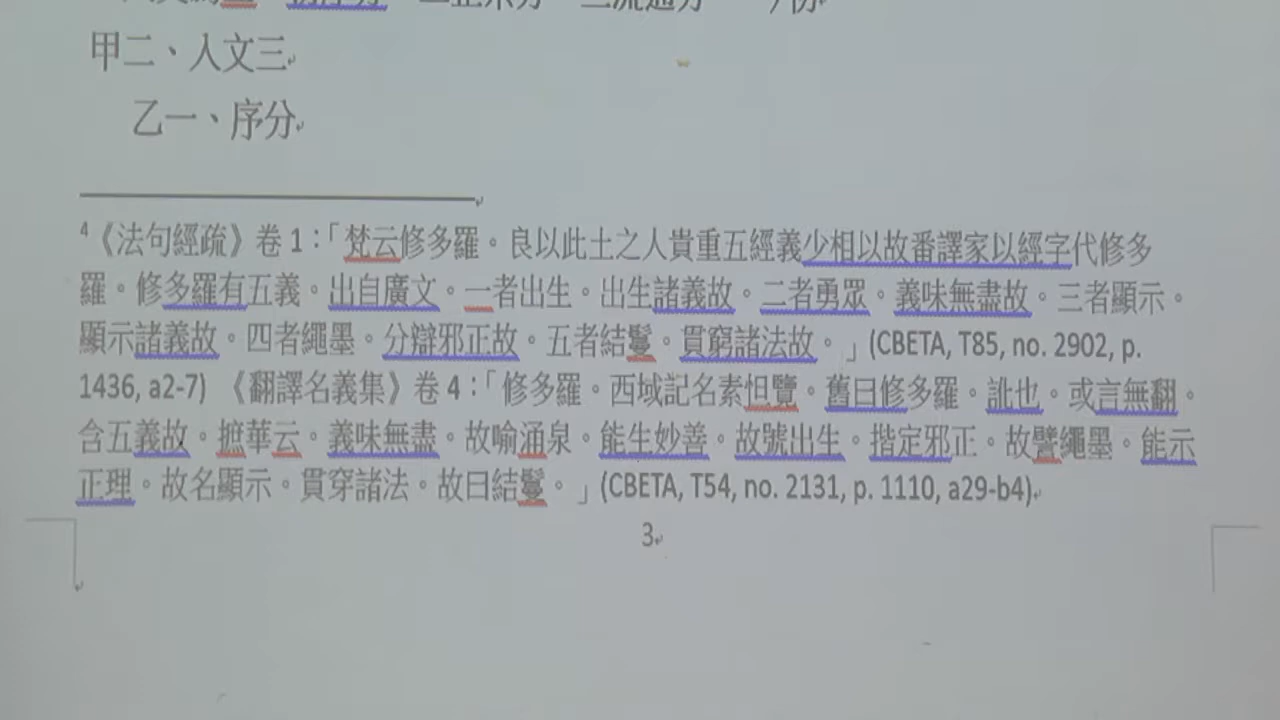 甲二、人文三
乙一、序分
4《法句經疏》卷 1：「梵云修多羅。良以此土之人貴重五經義少相以故番譯家以經字代修多
羅。修多羅有五義。出自廣文。一者出生。出生諸義故。二者勇眾。義味無盡故。三者顯示。
顯示諸義故。四者繩墨。分辯邪正故。五者結鬘。貫窮諸法故。」(CBETA, T85, no. 2902, p.
1436, a2-7) 《翻譯名義集》卷 4：「修多羅。西域記名素怛覽。舊曰修多羅。訛也。或言無翻。
含五義故。摭華云。義味無盡。故喻涌泉。能生妙善。故號出生。揩定邪正。故譬繩墨。能示
正理。故名顯示。貫穿諸法。故曰結鬘。」(CBETA, T54, no. 2131, p. 1110, a29-b4)
3